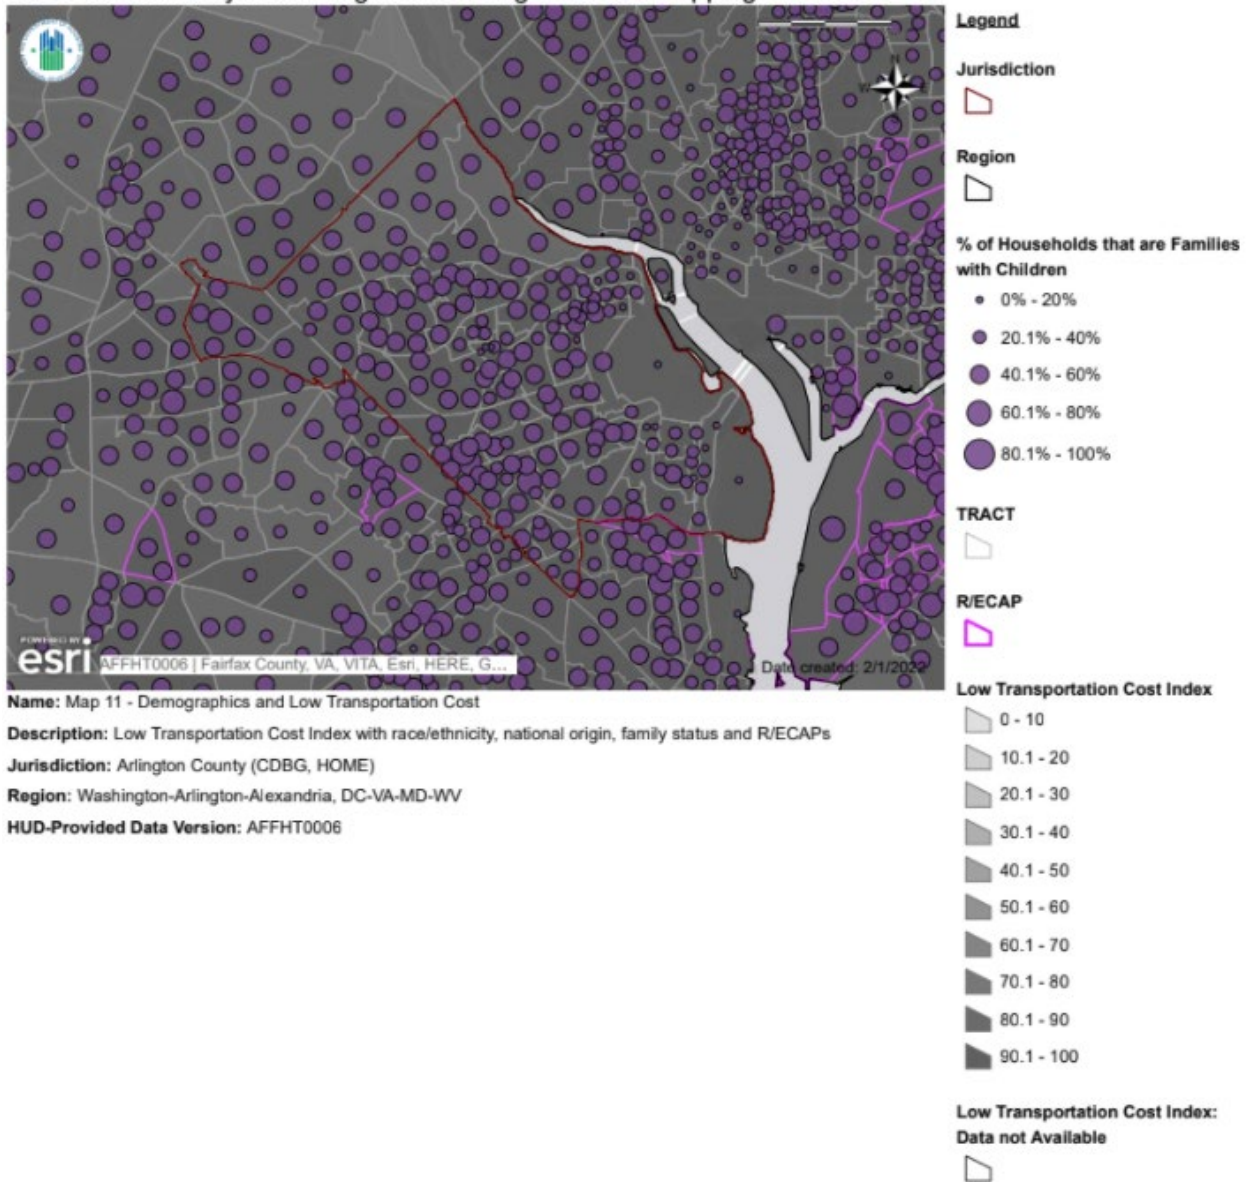 Legend
Jurisdiction
Region
% of Households that are Families
with Children
0% - 20%
20.1% - 40%
40.1% - 60%
60.1% - 80%
80.1% - 100%
TRACT
R/ECAP
Low Transportation Cost Index
0 - 10
10.1 - 20
20.1 - 30
30.1 - 40
40.1 - 50
50.1 - 60
60.1 - 70
70.1 - 80
80.1 - 90
90.1 - 100
Low Transportation Cost Index:
Data not Available
N
W
POWERED BY
esri
AFFHT0006 | Fairfax County, VA, VITA, Esri, HERE, G...
Date created: 2/1/2022
Name: Map 11 - Demographics and Low Transportation Cost
Description: Low Transportation Cost Index with race/ethnicity, national origin, family status and R/ECAPs
Jurisdiction: Arlington County (CDBG, HOME)
Region: Washington-Arlington-Alexandria, DC-VA-MD-WV
HUD-Provided Data Version: AFFHT0006